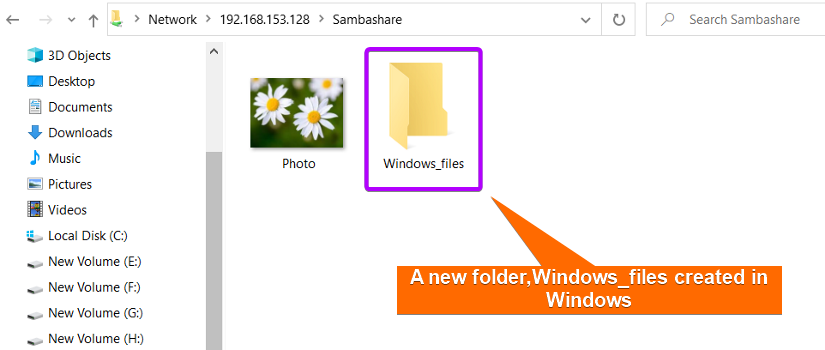 Network > 192.168.153.128 > Sambashare
Search Sambashare
3D Objects
Desktop
Documents
Downloads
Music
Pictures
Videos
Local Disk (C:)
New Volume (E:)
New Volume (F:)
New Volume (G:)
New Volume (H:)
Photo
Windows_files
A new folder,Windows_files created in
Windows